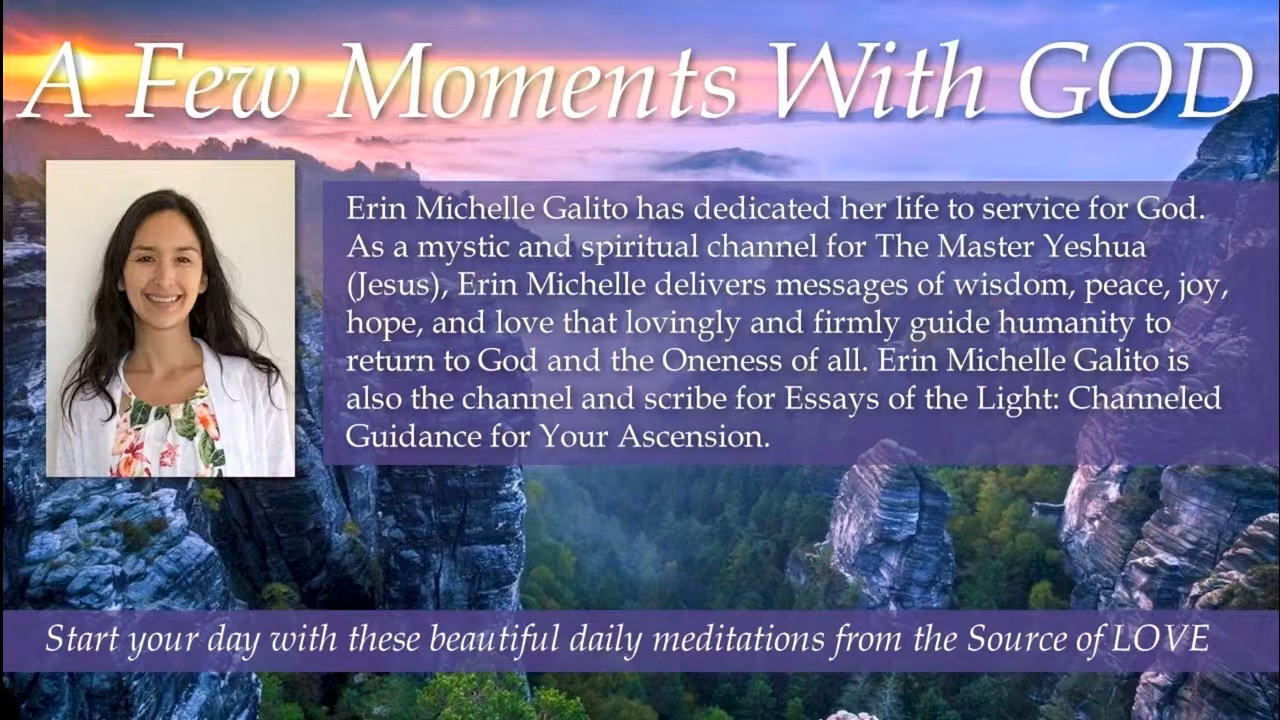 A Few Moments With GOD
Erin Michelle Galito has dedicated her life to service for God.
As a mystic and spiritual channel for The Master Yeshua
(Jesus), Erin Michelle delivers messages of wisdom, peace, joy,
hope, and love that lovingly and firmly guide humanity to
return to God and the Oneness of all. Erin Michelle Galito is
also the channel and scribe for Essays of the Light: Channeled
Guidance for Your Ascension.
Start your day with these beautiful daily meditations from the Source of LOVE